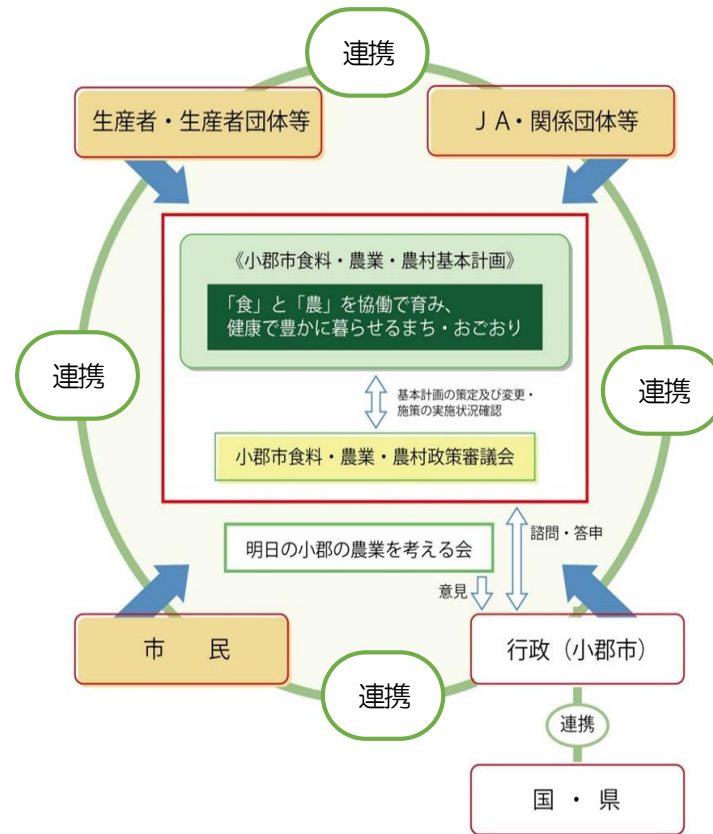 連携
生産者・生産者団体等
ＪＡ・関係団体等
《小郡市食料・農業・農村基本計画》
「食」と「農」を協働で育み、
健康で豊かに暮らせるまち・おごおり
連携
連携
基本計画の策定及び変更・
施策の実施状況確認
小郡市食料・農業・農村政策審議会
明日の小郡の農業を考える会
諮問・答申
意見
市　民
行政（小郡市）
連携
連携
国・県